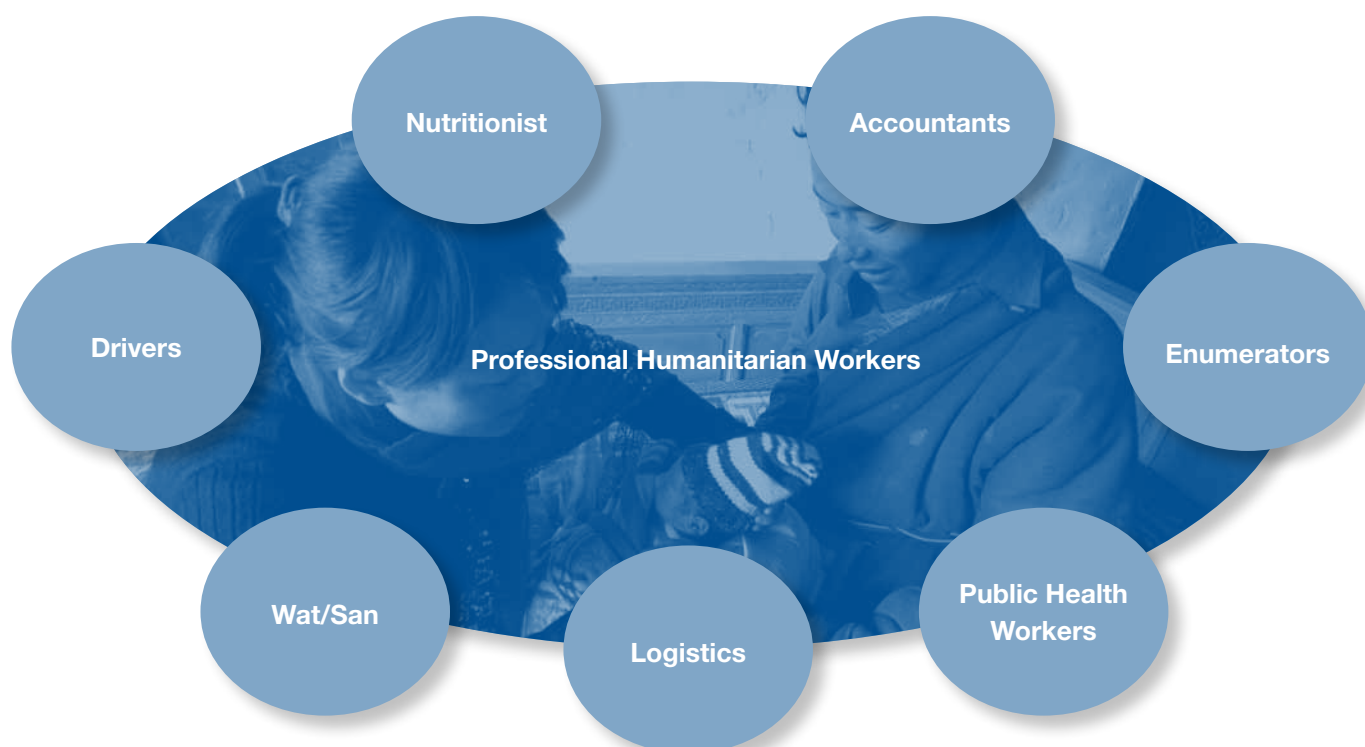 Nutritionist
Accountants
Drivers
Professional Humanitarian Workers
Enumerators
Wat/San
Logistics
Public Health
Workers